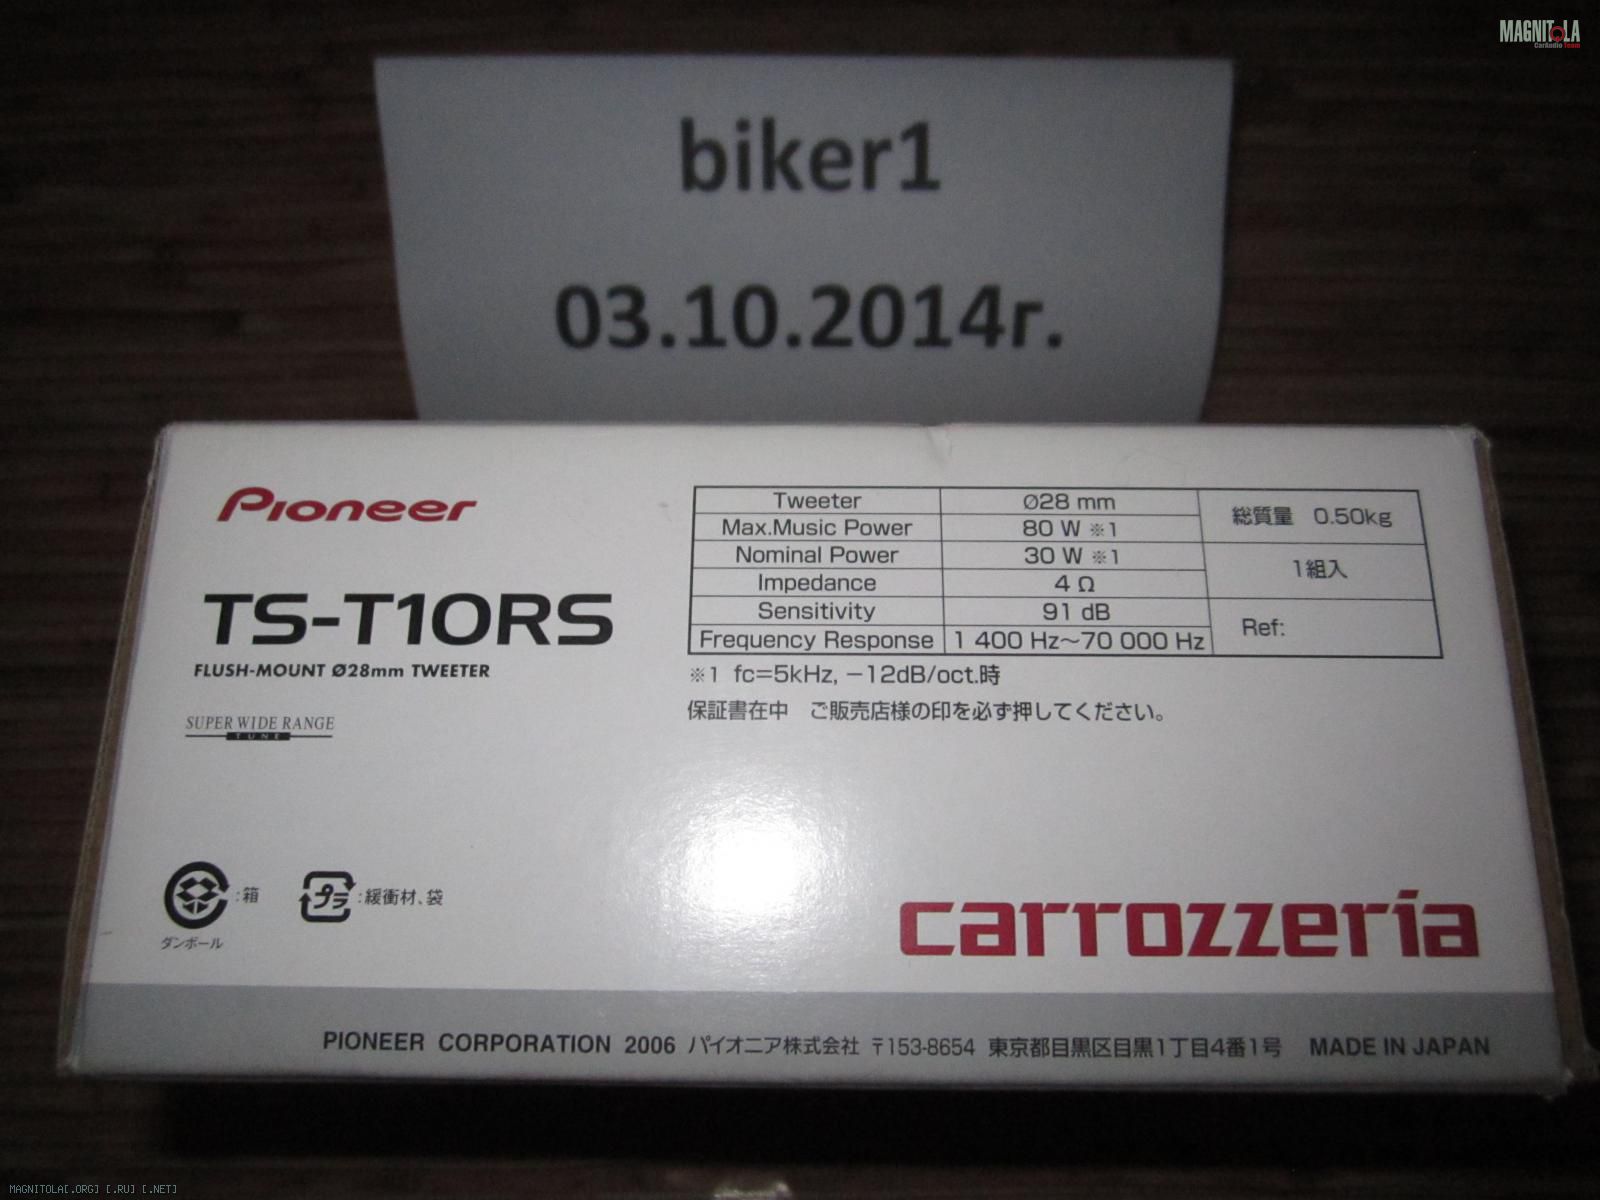 MAGNITOLA
CarAudio Team
biker1
03.10.2014г.
Pioneer
TS-T10RS
FLUSH-MOUNT Ø28mm TWEETER
SUPER WIDE RANGE
TUNE
Tweeter Ø28 mm
Max.Music Power 80 W ※1
Nominal Power 30 W ※1
Impedance 4 Ω
Sensitivity 91 dB
Frequency Response 1 400 Hz～70 000 Hz
総質量 0.50kg
1組入
Ref:
※1 fc=5kHz, −12dB/oct.時
保証書在中 ご販売店様の印を必ず押してください。
:箱
ダンボール
プラ :緩衝材、袋
carrozzeria
PIONEER CORPORATION 2006 パイオニア株式会社 〒153-8654 東京都目黒区目黒1丁目4番1号 MADE IN JAPAN
MAGNITOLA[.ORG] [.RU] [.NET]